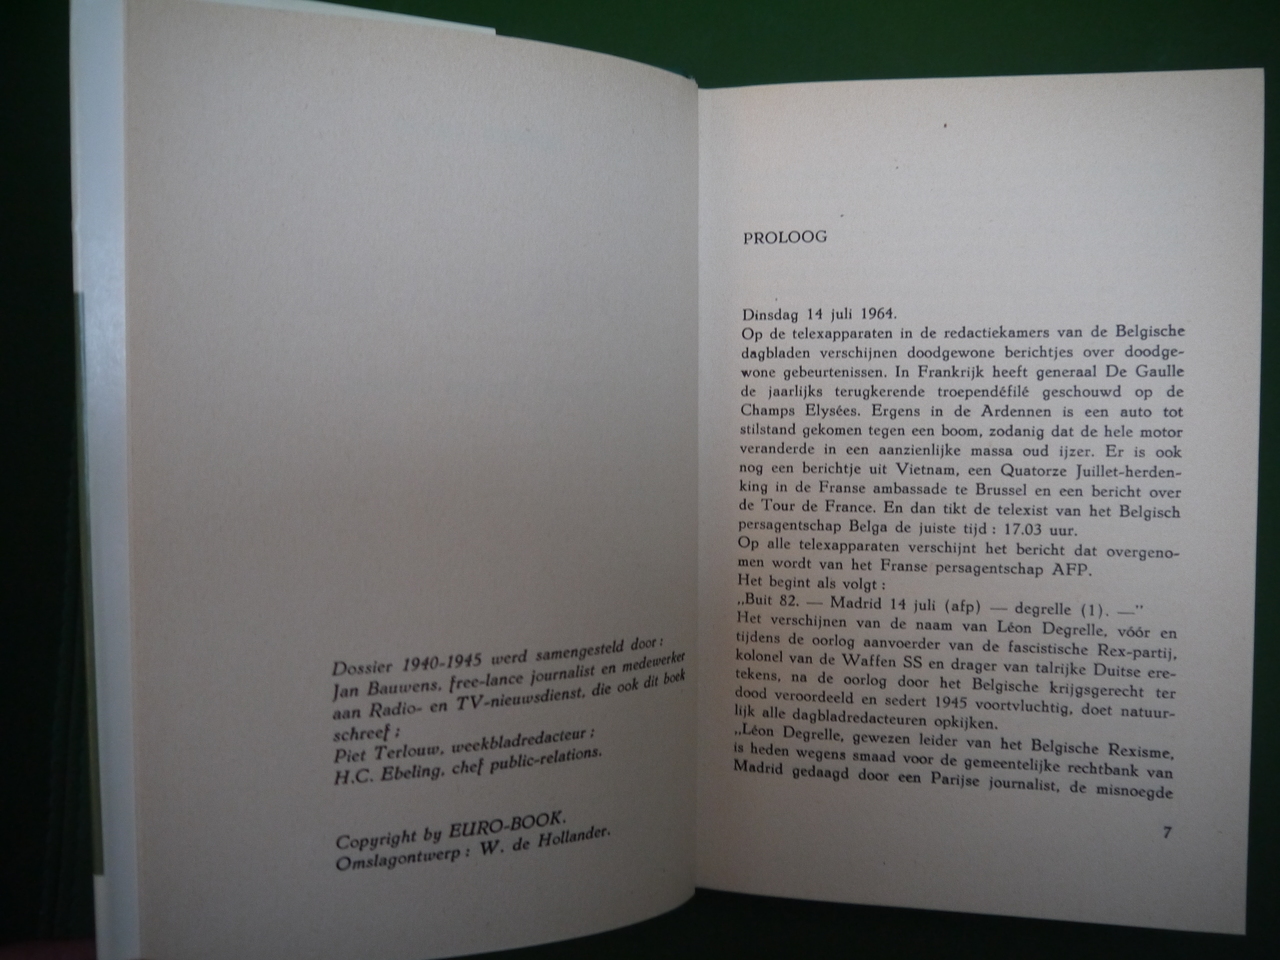 Dossier 1940-1945 werd samengesteld door :
Jan Bauwens, free-lance journalist en medewerker
aan Radio- en TV-nieuwsdienst, die ook dit boek
schreef ;
Piet Terlouw, weekbladredacteur ;
H.C. Ebeling, chef public-relations.
Copyright by EURO-BOOK.
Omslagontwerp : W. de Hollander.
PROLOOG
Dinsdag 14 juli 1964.
Op de telexapparaten in de redactiekamers van de Belgische
dagbladen verschijnen doodgewone berichtjes over doodge-
wone gebeurtenissen. In Frankrijk heeft generaal De Gaulle
de jaarlijks terugkerende troependéfilé geschouwd op de
Champs Elysées. Ergens in de Ardennen is een auto tot
stilstand gekomen tegen een boom, zodanig dat de hele motor
veranderde in een aanzienlijke massa oud ijzer. Er is ook
nog een berichtje uit Vietnam, een Quatorze Juillet-herden-
king in de Franse ambassade te Brussel en een bericht over
de Tour de France. En dan tikt de telexist van het Belgisch
persagentschap Belga de juiste tijd : 17.03 uur.
Op alle telexapparaten verschijnt het bericht dat overgeno-
men wordt van het Franse persagentschap AFP.
Het begint als volgt :
„Buit 82. — Madrid 14 juli (afp) — degrelle (1). —”
Het verschijnen van de naam van Léon Degrelle, vóór en
tijdens de oorlog aanvoerder van de fascistische Rex-partij,
kolonel van de Waffen SS en drager van talrijke Duitse ere-
tekens, na de oorlog door het Belgische krijgsgerecht ter
dood veroordeeld en sedert 1945 voortvluchtig, doet natuur-
lijk alle dagbladredacteuren opkijken.
„Léon Degrelle, gewezen leider van het Belgische Rexisme,
is heden wegens smaad voor de gemeentelijke rechtbank van
Madrid gedaagd door een Parijse journalist, de misnoegde
7